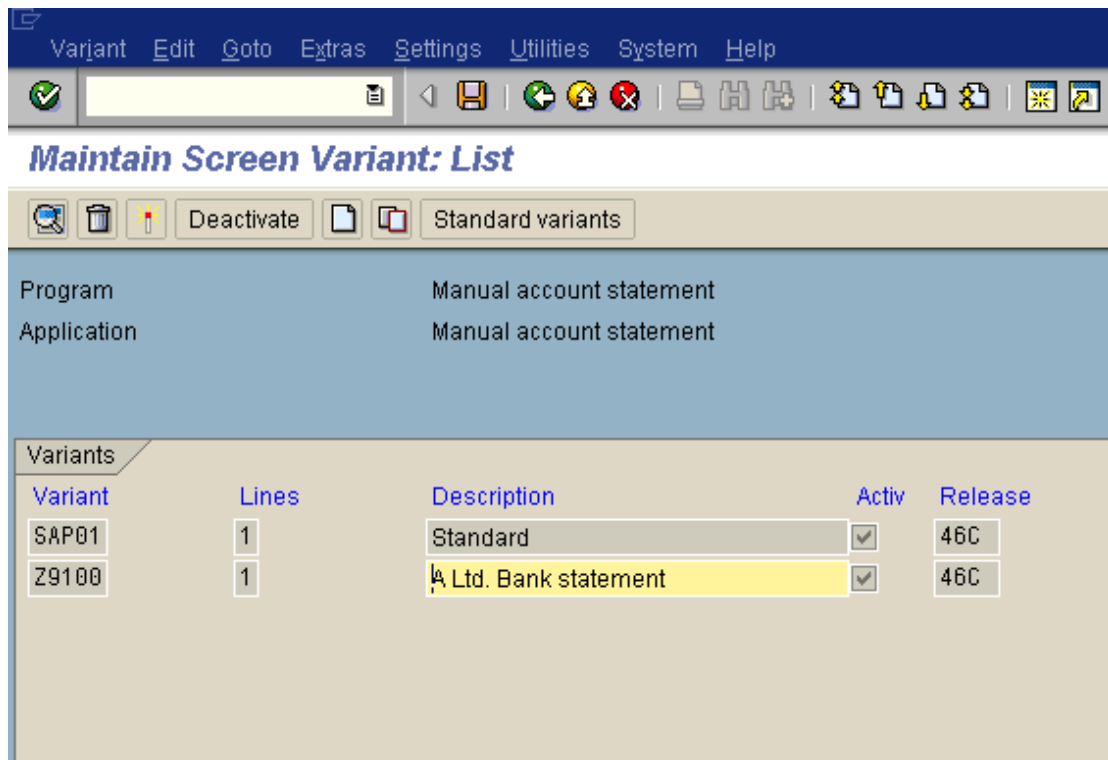 Variant Edit Goto Extras Settings Utilities System Help
Maintain Screen Variant: List
Deactivate Standard variants
Program Manual account statement
Application Manual account statement
Variants
Variant Lines Description Activ Release
SAP01 1 Standard 46C
Z9100 1 A Ltd. Bank statement 46C